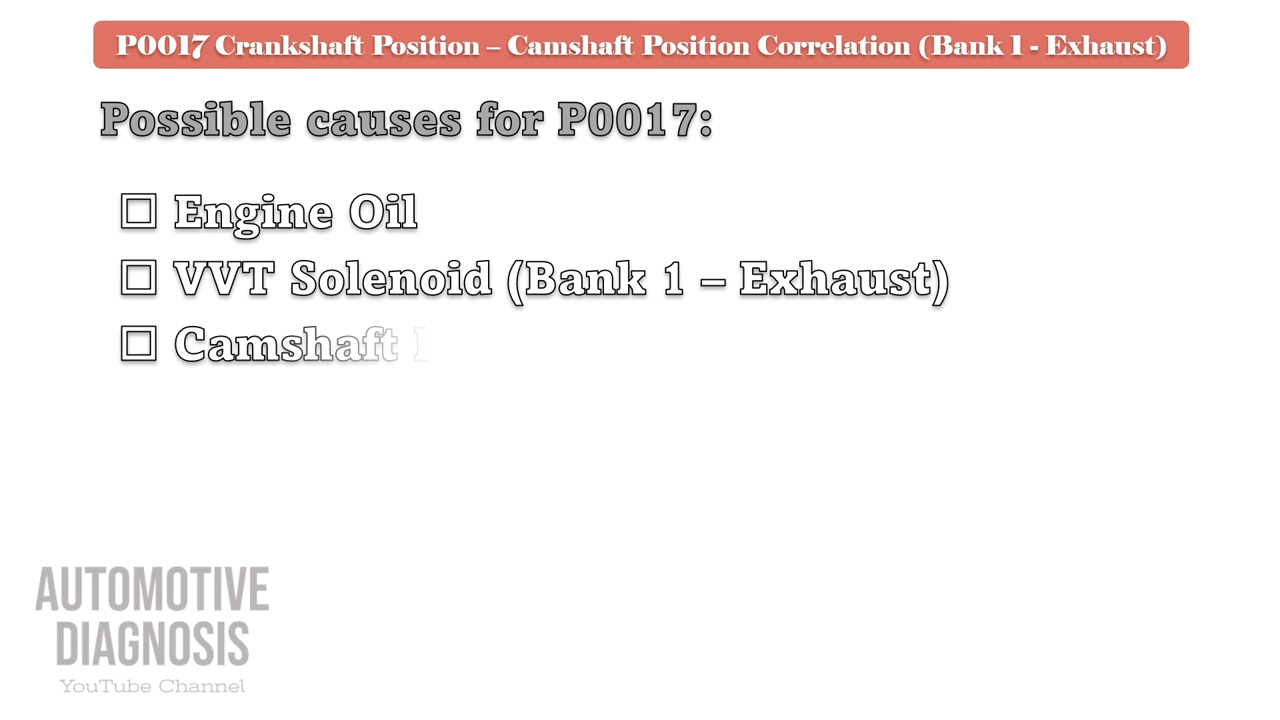 P0017 Crankshaft Position – Camshaft Position Correlation (Bank 1 - Exhaust)
Possible causes for P0017:
Engine Oil
VVT Solenoid (Bank 1 – Exhaust)
Camshaft
AUTOMOTIVE
DIAGNOSIS
YouTube Channel